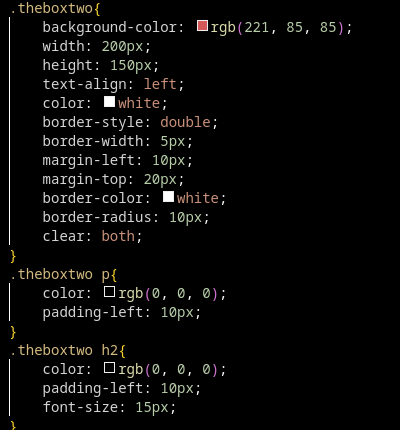 .theboxtwo{
    background-color: rgb(221, 85, 85);
    width: 200px;
    height: 150px;
    text-align: left;
    color: white;
    border-style: double;
    border-width: 5px;
    margin-left: 10px;
    margin-top: 20px;
    border-color: white;
    border-radius: 10px;
    clear: both;
}
.theboxtwo p{
    color: rgb(0, 0, 0);
    padding-left: 10px;
}
.theboxtwo h2{
    color: rgb(0, 0, 0);
    padding-left: 10px;
    font-size: 15px;
}